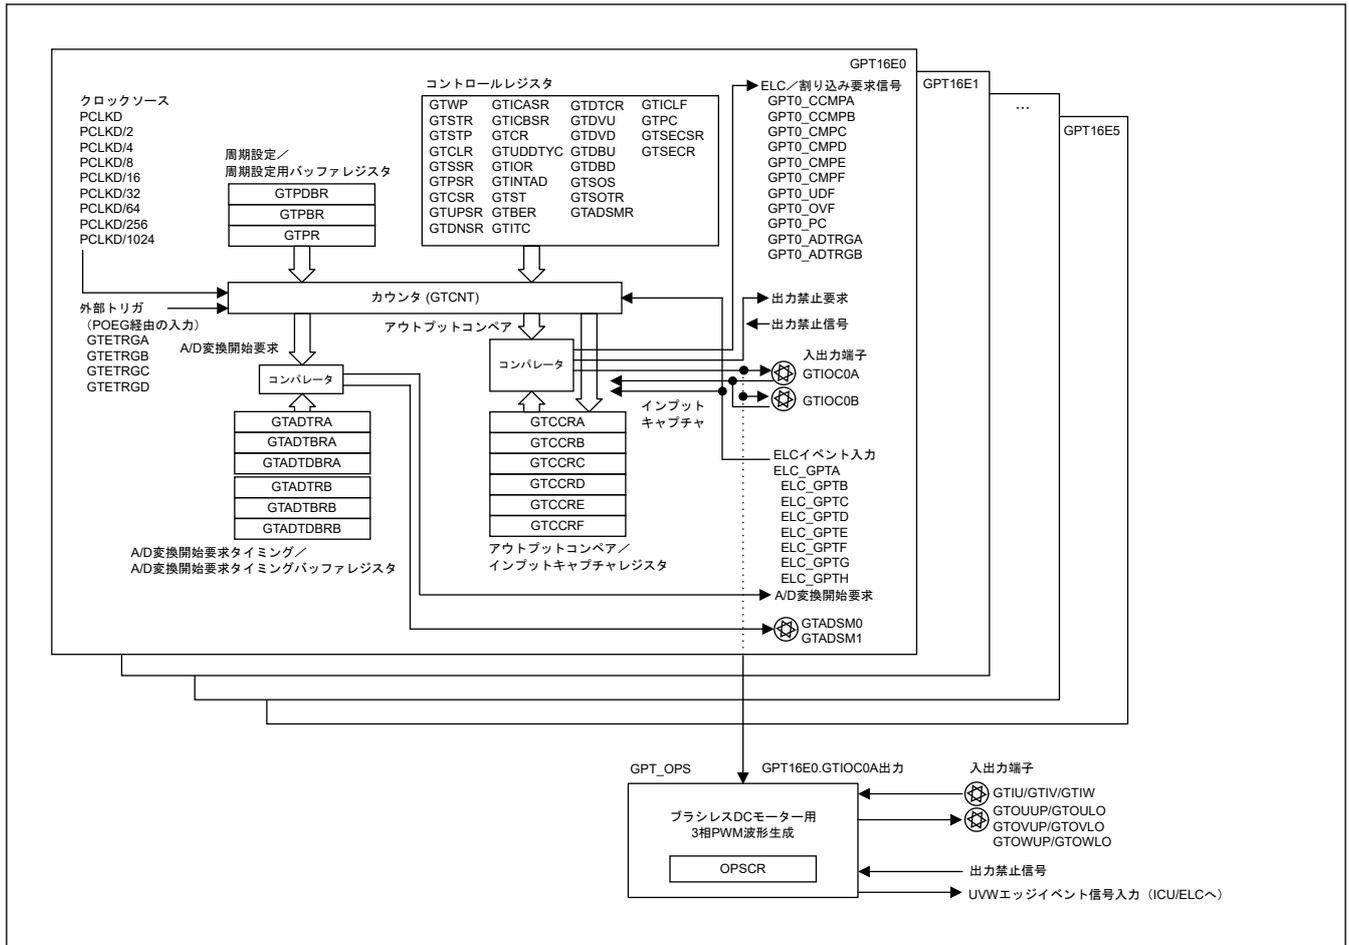 GPT16E0
GPT16E1
…
GPT16E5
クロックソース
PCLKD
PCLKD/2
PCLKD/4
PCLKD/8
PCLKD/16
PCLKD/32
PCLKD/64
PCLKD/256
PCLKD/1024
周期設定／
周期設定用バッファレジスタ
GTPDBR
GTPBR
GTPR
コントロールレジスタ
GTWP GTICASR GTDTCR GTICLF
GTSTR GTICBSR GTDVU GTPC
GTSTP GTCR GTDVD GTSECSR
GTCLR GTUDDTYC GTDBU GTSECR
GTSSR GTIOR GTDBD
GTPSR GTINTAD GTSOS
GTCSR GTST GTSOTR
GTUPSR GTBER GTADSMR
GTDNSR GTITC
ELC／割り込み要求信号
GPT0_CCMPA
GPT0_CCMPB
GPT0_CMPC
GPT0_CMPD
GPT0_CMPE
GPT0_CMPF
GPT0_UDF
GPT0_OVF
GPT0_PC
GPT0_ADTRGA
GPT0_ADTRGB
カウンタ (GTCNT)
外部トリガ
（POEG経由の入力）
GTETRGA
GTETRGB
GTETRGC
GTETRGD
A/D変換開始要求
アウトプットコンペア
コンパレータ
コンパレータ
出力禁止要求
出力禁止信号
入出力端子
GTIOC0A
GTIOC0B
インプット
キャプチャ
GTADTRA
GTADTBRA
GTADTDBRA
GTADTRB
GTADTBRB
GTADTDBRB
A/D変換開始要求タイミング／
A/D変換開始要求タイミングバッファレジスタ
GTCCRA
GTCCRB
GTCCRC
GTCCRD
GTCCRE
GTCCRF
アウトプットコンペア／
インプットキャプチャレジスタ
ELCイベント入力
ELC_GPTA
ELC_GPTB
ELC_GPTC
ELC_GPTD
ELC_GPTE
ELC_GPTF
ELC_GPTG
ELC_GPTH
A/D変換開始要求
GTADSM0
GTADSM1
GPT_OPS
GPT16E0.GTIOC0A出力
入出力端子
ブラシレスDCモーター用
3相PWM波形生成
OPSCR
GTIU/GTIV/GTIW
GTOUUP/GTOULO
GTOVUP/GTOVLO
GTOWUP/GTOWLO
出力禁止信号
UVWエッジイベント信号入力（ICU/ELCへ）